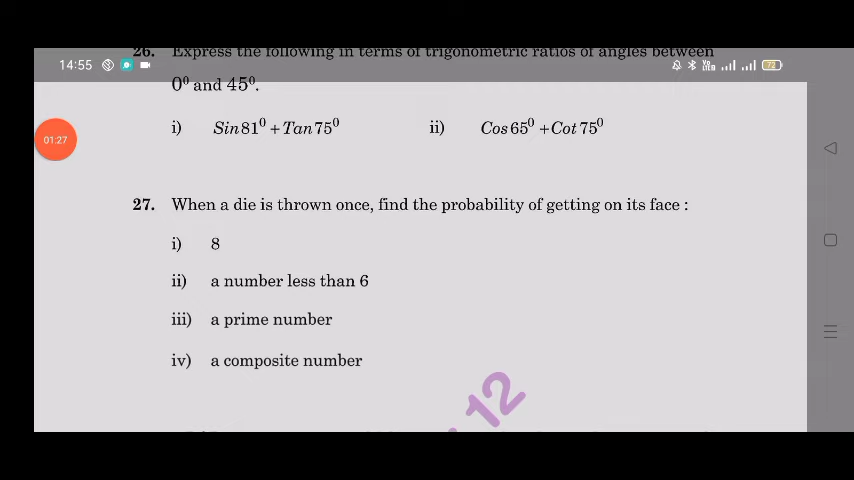 26. Express the following in terms of trigonometric ratios of angles between
14:55
72
0⁰ and 45⁰.
i) Sin81⁰ + Tan75⁰ ii) Cos65⁰ + Cot75⁰
01:27
27. When a die is thrown once, find the probability of getting on its face :
i) 8
ii) a number less than 6
iii) a prime number
iv) a composite number
12